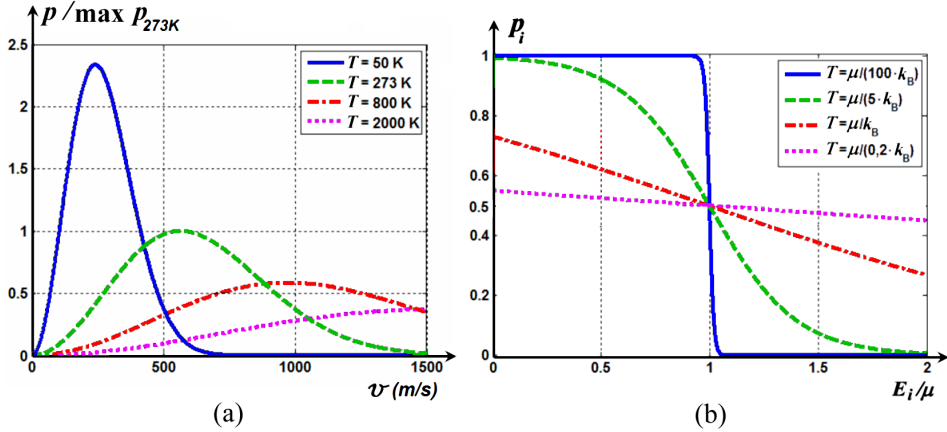 p / max p273K
2.5
2
1.5
1
0.5
0
0
500
1000
1500
T = 50 K
T = 273 K
T = 800 K
T = 2000 K
v (m/s)
(a)
pi
1
0.8
0.6
0.4
0.2
0
0
0.5
1
1.5
2
T = μ/(100·kB)
T = μ/(5·kB)
T = μ/kB
T = μ/(0,2·kB)
Ei/μ
(b)